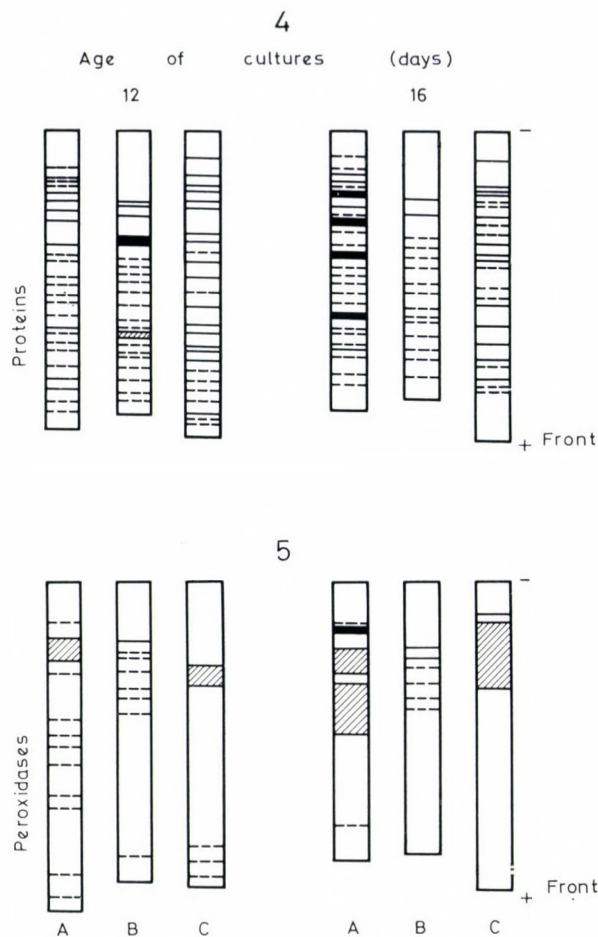 4
Age of cultures (days)
12 16
−
Proteins
+ Front
5
−
Peroxidases
+ Front
A B C A B C